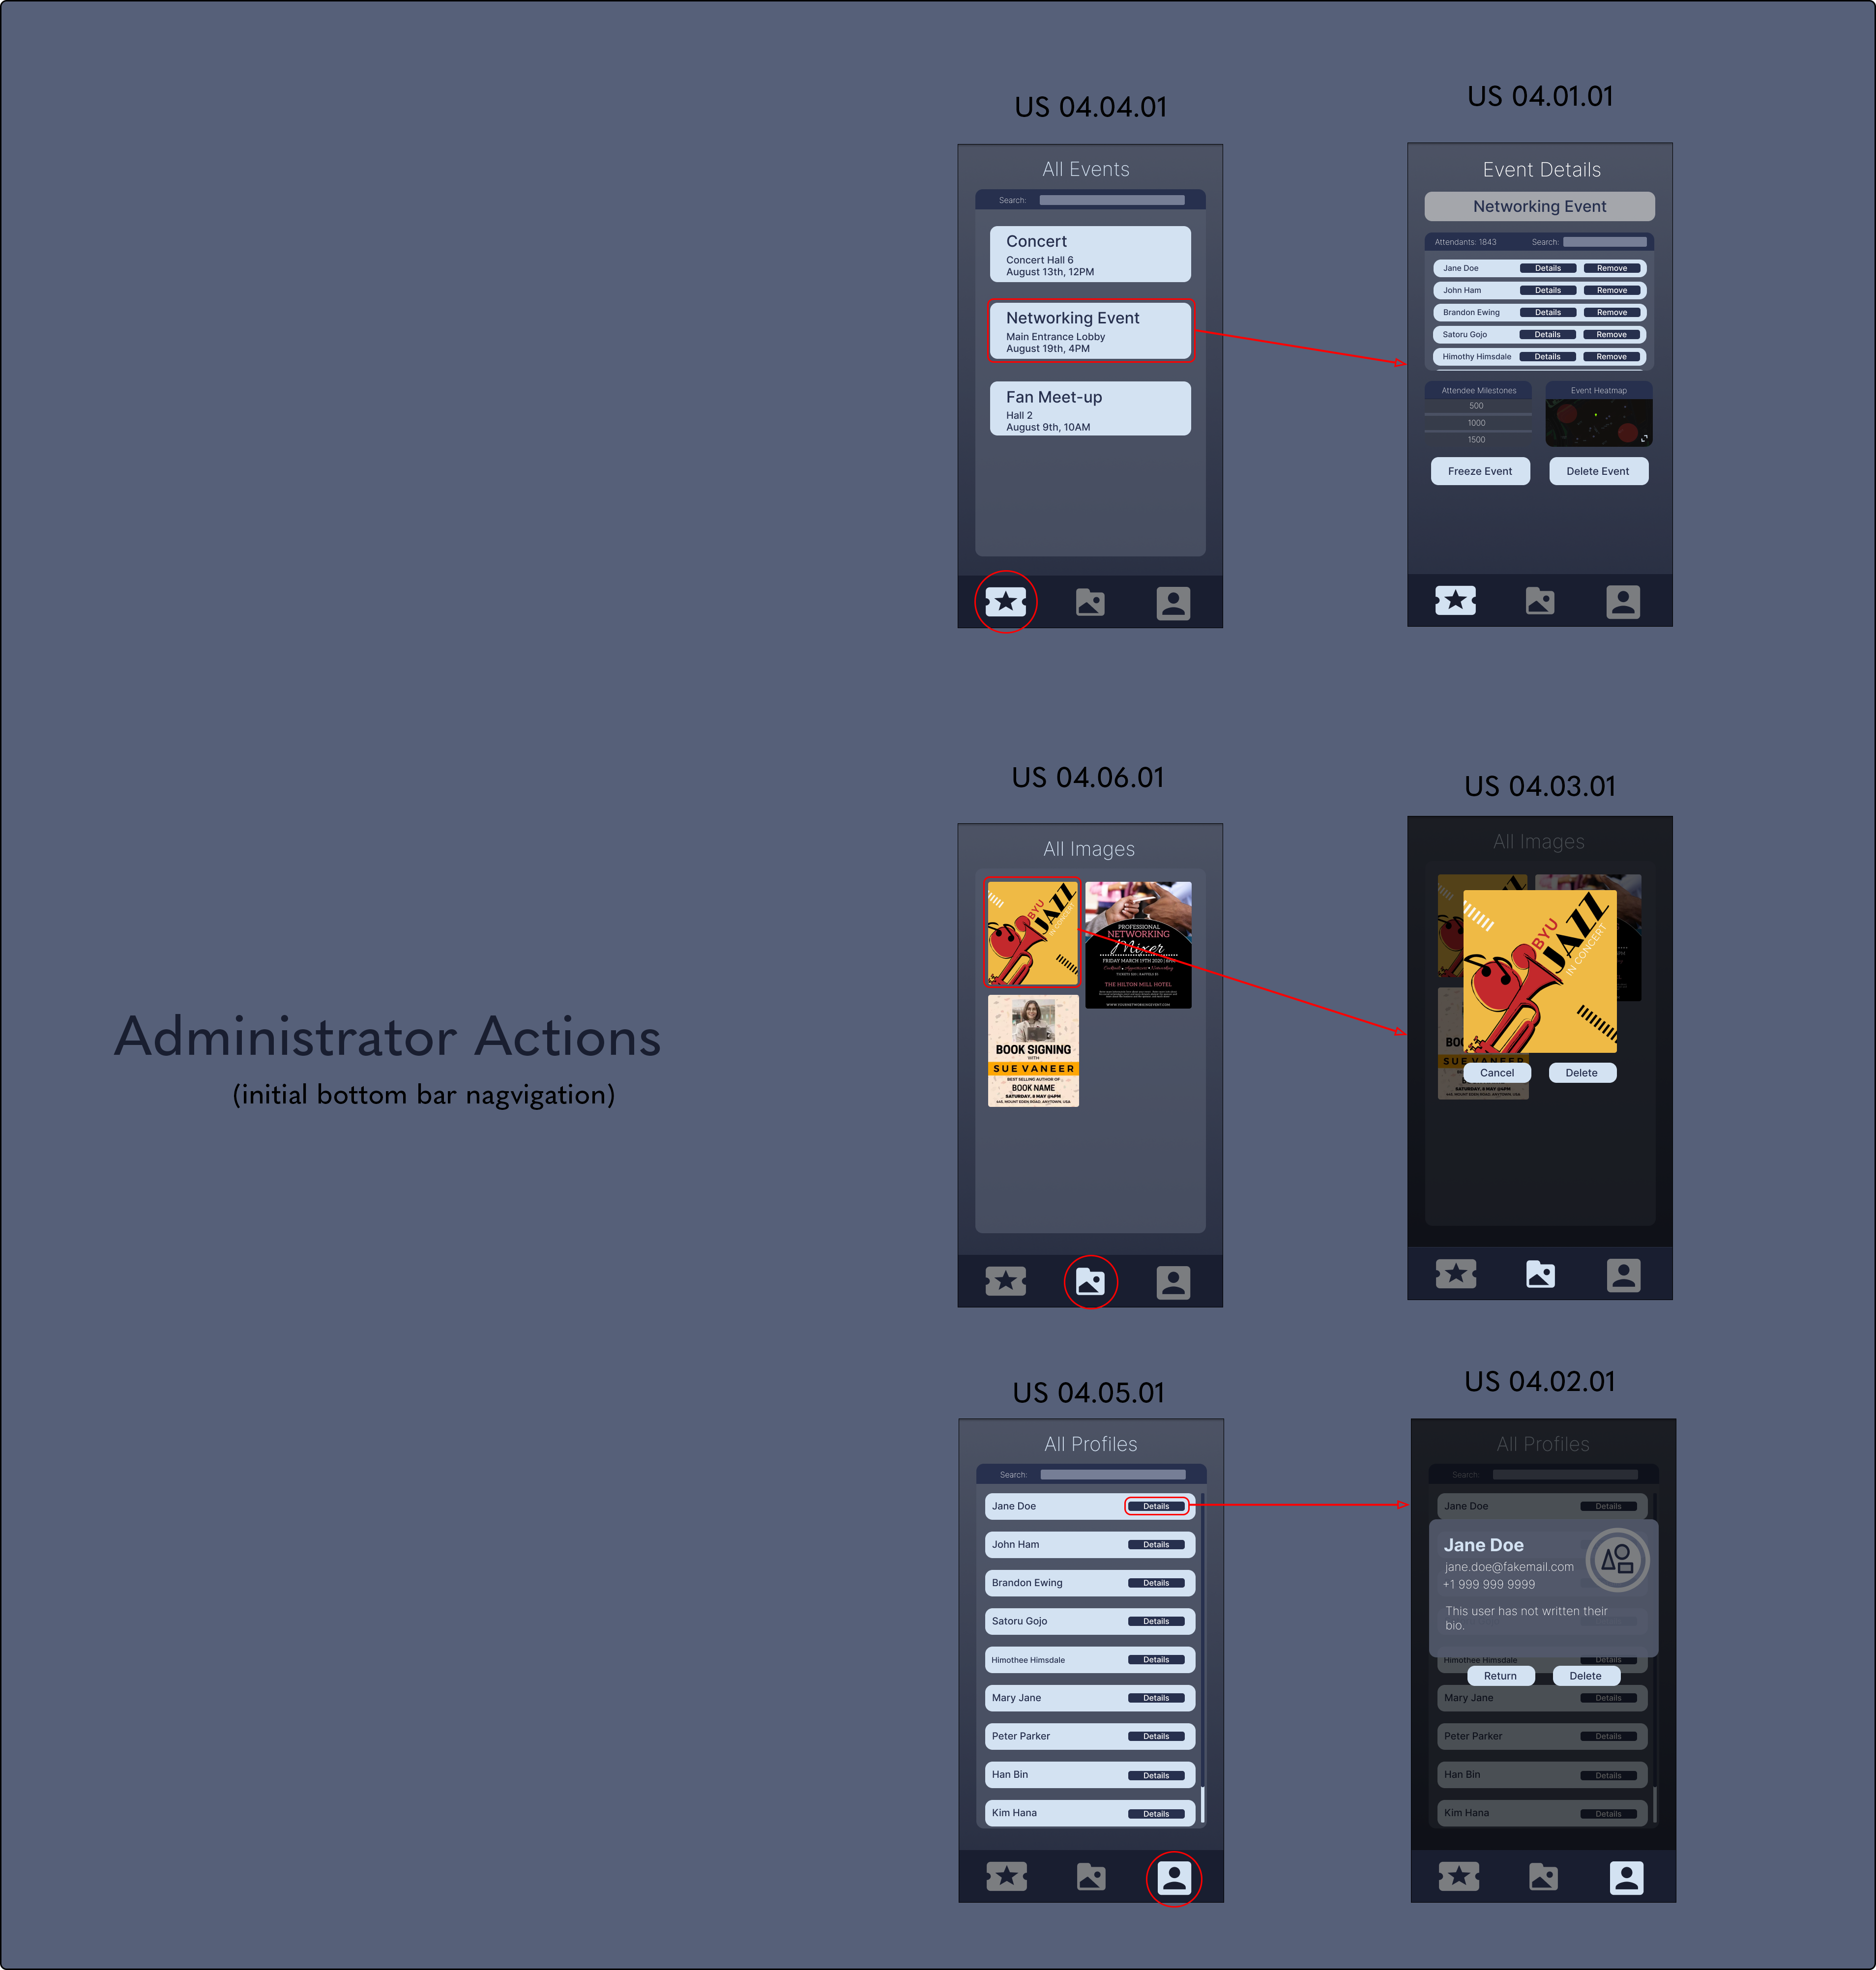 Administrator Actions
(initial bottom bar nagvigation)
US 04.04.01
All Events
Search:
Concert
Concert Hall 6
August 13th, 12PM
Networking Event
Main Entrance Lobby
August 19th, 4PM
Fan Meet-up
Hall 2
August 9th, 10AM
US 04.01.01
Event Details
Networking Event
Attendants: 1843 Search:
Jane Doe Details Remove
John Ham Details Remove
Brandon Ewing Details Remove
Satoru Gojo Details Remove
Himothy Himsdale Details Remove
Attendee Milestones Event Heatmap
500
1000
1500
Freeze Event Delete Event
US 04.06.01
All Images
BYU
JAZZ
IN CONCERT
PROFESSIONAL
NETWORKING
Mixer
FRIDAY MARCH 19TH 2020 | 6PM
THE HILTON MILL HOTEL
BOOK SIGNING
WITH
SUE VANEER
BEST SELLING AUTHOR OF
BOOK NAME
SATURDAY, 8 MAY @4PM
US 04.03.01
All Images
BYU
JAZZ
IN CONCERT
Cancel Delete
US 04.05.01
All Profiles
Search:
Jane Doe Details
John Ham Details
Brandon Ewing Details
Satoru Gojo Details
Himothee Himsdale Details
Mary Jane Details
Peter Parker Details
Han Bin Details
Kim Hana Details
US 04.02.01
All Profiles
Search:
Jane Doe Details
Jane Doe
jane.doe@fakemail.com
+1 999 999 9999
This user has not written their
bio.
Himothee Himsdale Details
Return Delete
Mary Jane Details
Peter Parker Details
Han Bin Details
Kim Hana Details